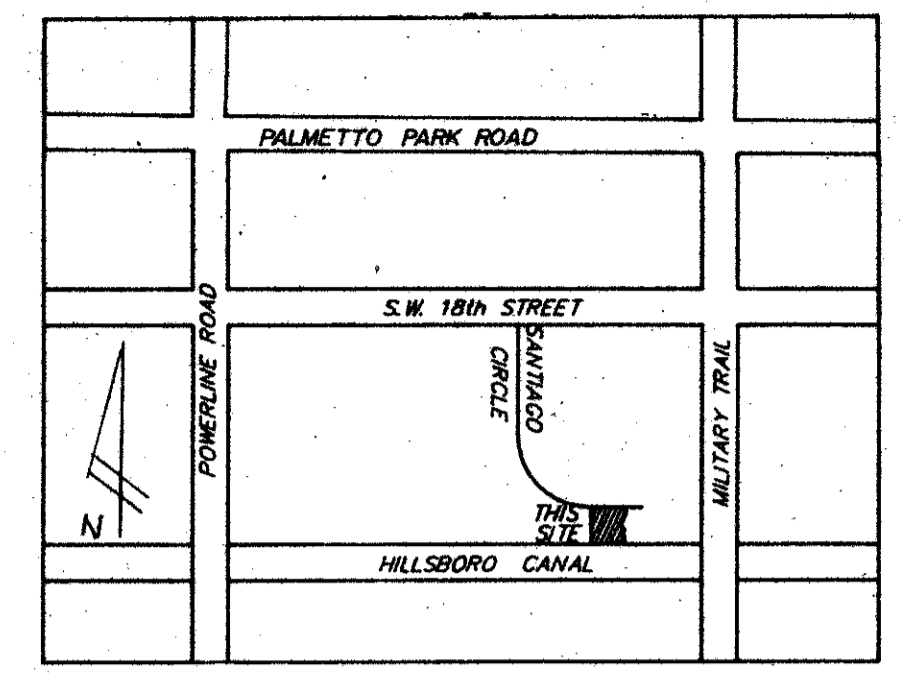 PALMETTO PARK ROAD
S.W. 18th STREET
POWERLINE ROAD
SANTIAGO
CIRCLE
MILITARY TRAIL
N
THIS
SITE
HILLSBORO CANAL